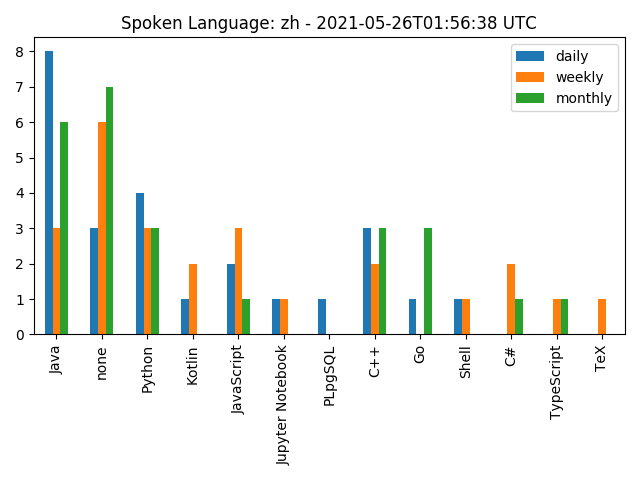 Spoken Language: zh - 2021-05-26T01:56:38 UTC
daily
weekly
monthly
8
7
6
5
4
3
2
1
0
Java
none
Python
Kotlin
JavaScript
Jupyter Notebook
PLpgSQL
C++
Go
Shell
C#
TypeScript
TeX